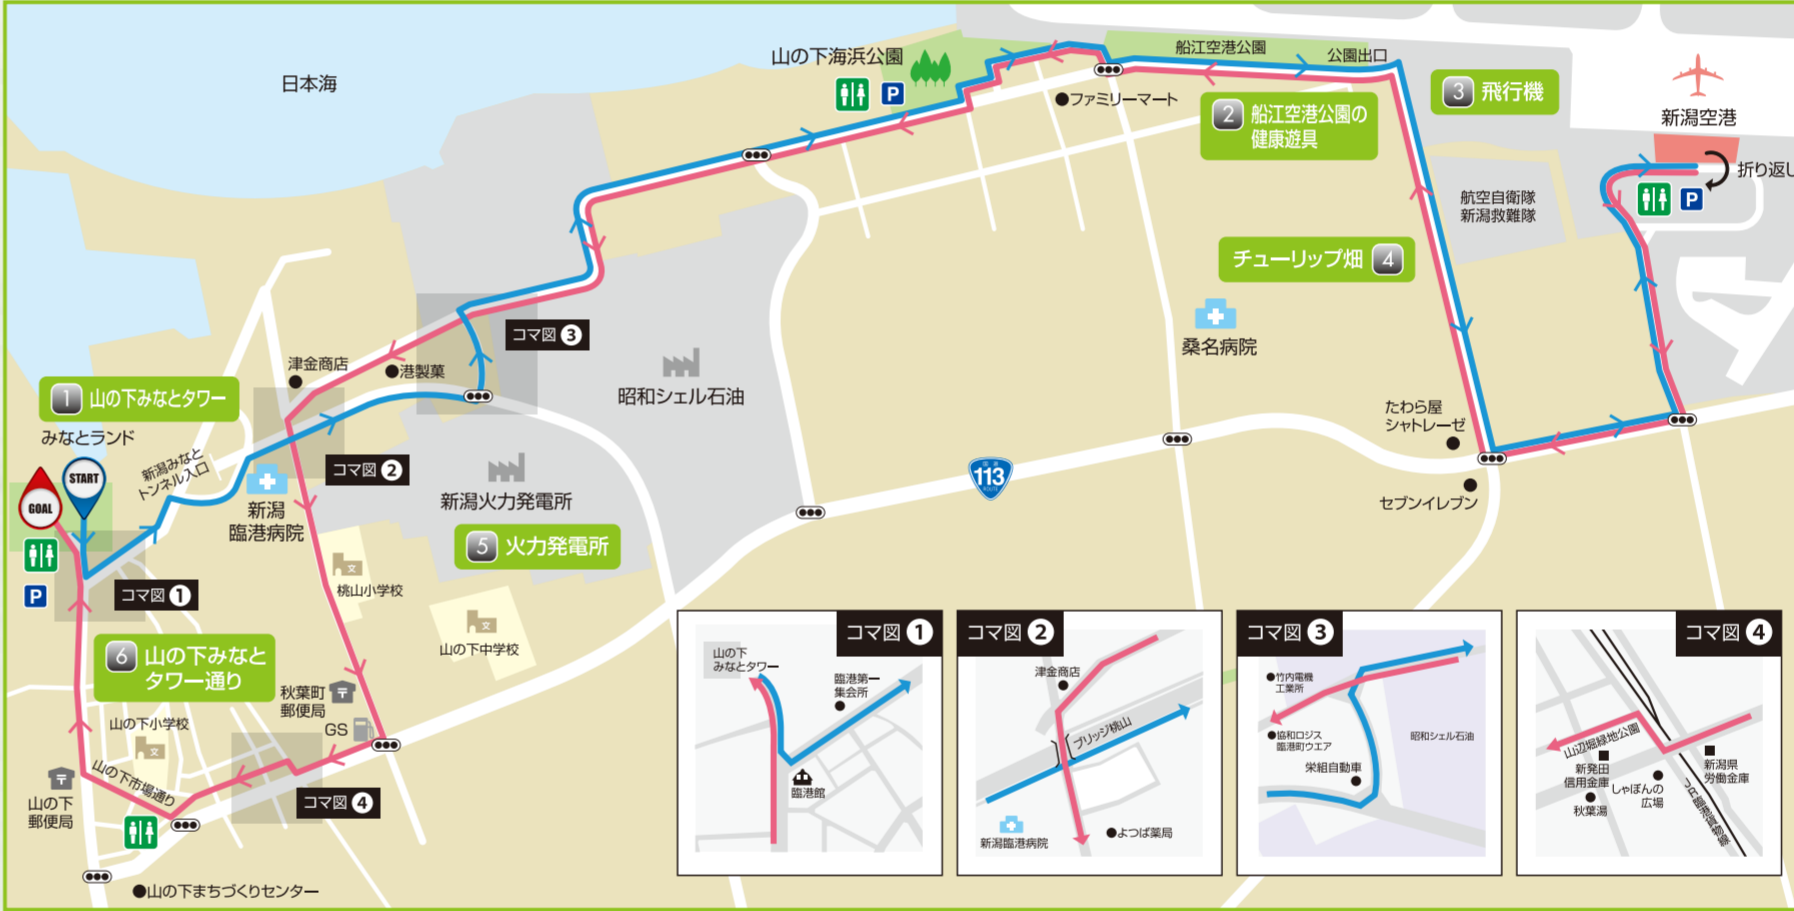 日本海
山の下海浜公園
P
ファミリーマート
船江空港公園
公園出口
2 船江空港公園の
健康遊具
3 飛行機
新潟空港
折り返し
P
航空自衛隊
新潟救難隊
チューリップ畑 4
桑名病院
コマ図 3
昭和シェル石油
津金商店
港製菓
1 山の下みなとタワー
みなとランド
新潟みなと
トンネル入口
START
GOAL
P
コマ図 2
新潟
臨港病院
新潟火力発電所
5 火力発電所
国道
113
ROUTE
たわら屋
シャトレーゼ
セブンイレブン
コマ図 1
文
桃山小学校
文
山の下中学校
6 山の下みなと
タワー通り
秋葉町
郵便局
GS
山の下小学校
文
山の下市場通り
山の下
郵便局
コマ図 4
山の下まちづくりセンター
コマ図 1
山の下
みなとタワー
臨港第一
集会所
臨港館
コマ図 2
津金商店
ブリッジ桃山
新潟臨港病院
よつば薬局
コマ図 3
竹内電機
工業所
協和ロジス
臨港町ウエア
昭和シェル石油
栄組自動車
コマ図 4
山辺堀緑地公園
新発田
信用金庫
秋葉湯
しゃぼんの
広場
新潟県
労働金庫
JR臨港貨物線